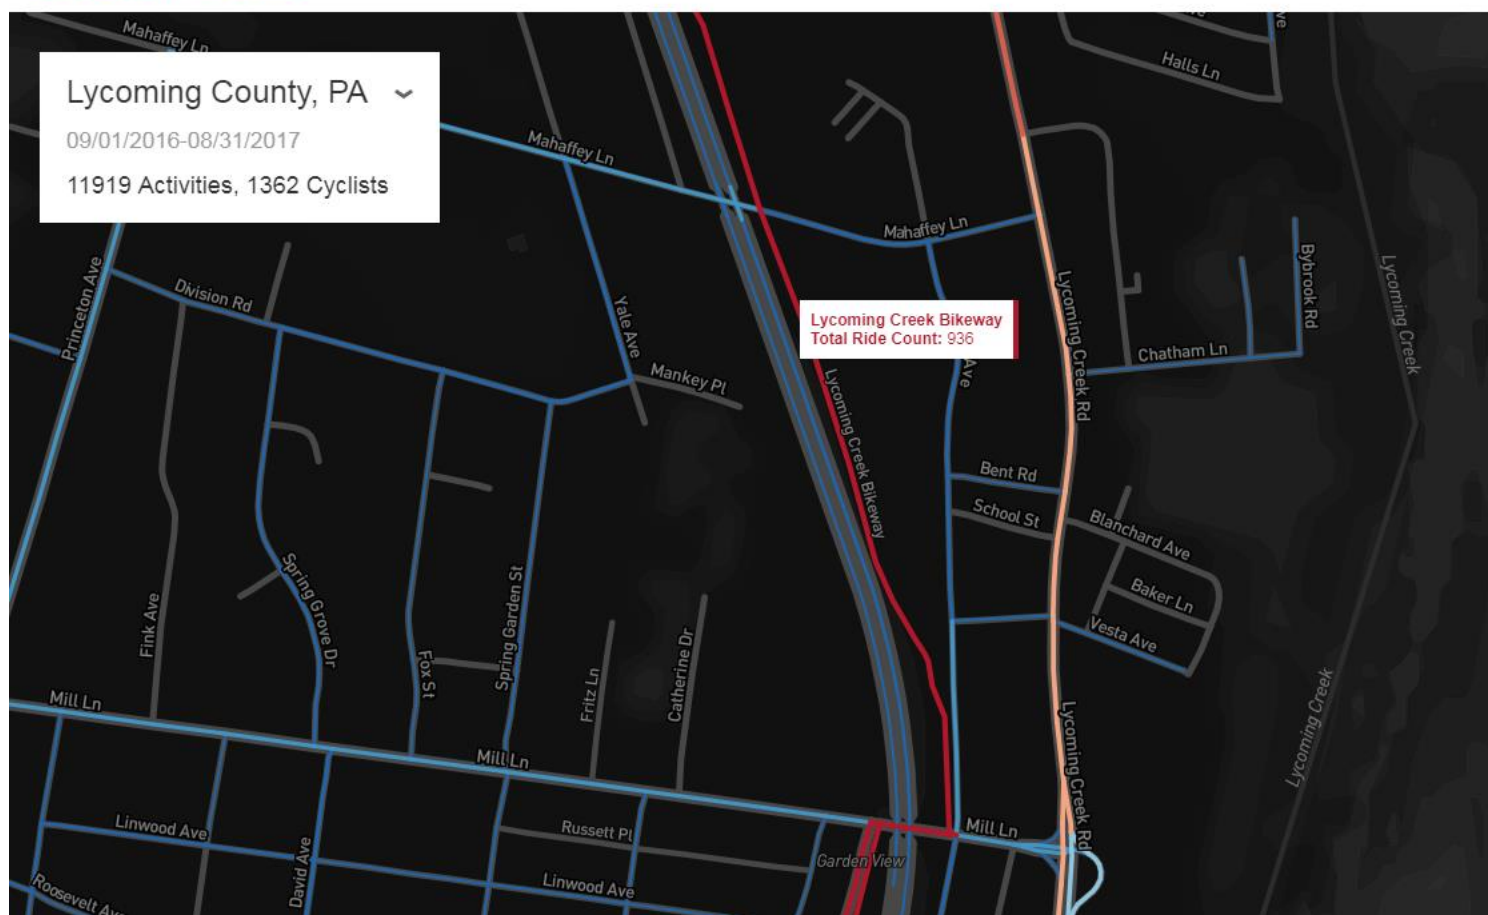 Mahaffey Ln
Halls Ln
Lycoming County, PA
09/01/2016-08/31/2017
11919 Activities, 1362 Cyclists
Mahaffey Ln
Mahaffey Ln
Princeton Ave
Division Rd
Yale Ave
Lycoming Creek Rd
Bybrook Rd
Lycoming Creek
Lycoming Creek Bikeway
Total Ride Count: 936
Ave
Chatham Ln
Mankey Pl
Lycoming Creek Bikeway
Bent Rd
School St
Blanchard Ave
Baker Ln
Vesta Ave
Spring Grove Dr
Fink Ave
Fox St
Spring Garden St
Fritz Ln
Catherine Dr
Lycoming Creek
Mill Ln
Mill Ln
Lycoming Creek Rd
Mill Ln
Linwood Ave
Russett Pl
Garden View
David Ave
Linwood Ave
Roosevelt Ave